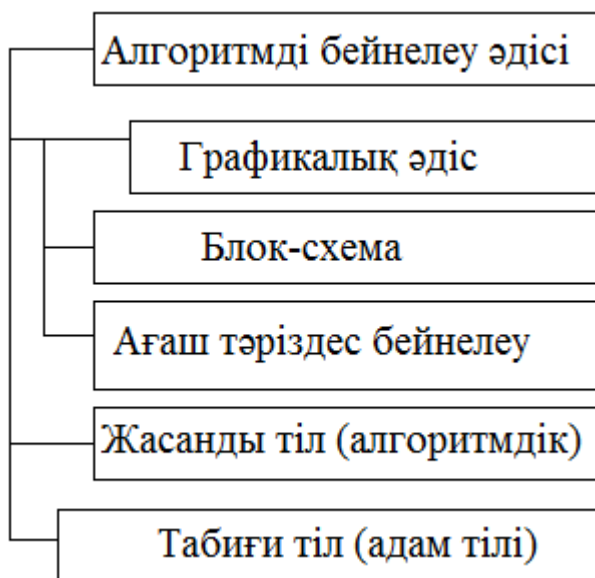 Алгоритмді бейнелеу әдісі
Графикалық әдіс
Блок-схема
Ағаш тәріздес бейнелеу
Жасанды тіл (алгоритмдік)
Табиғи тіл (адам тілі)